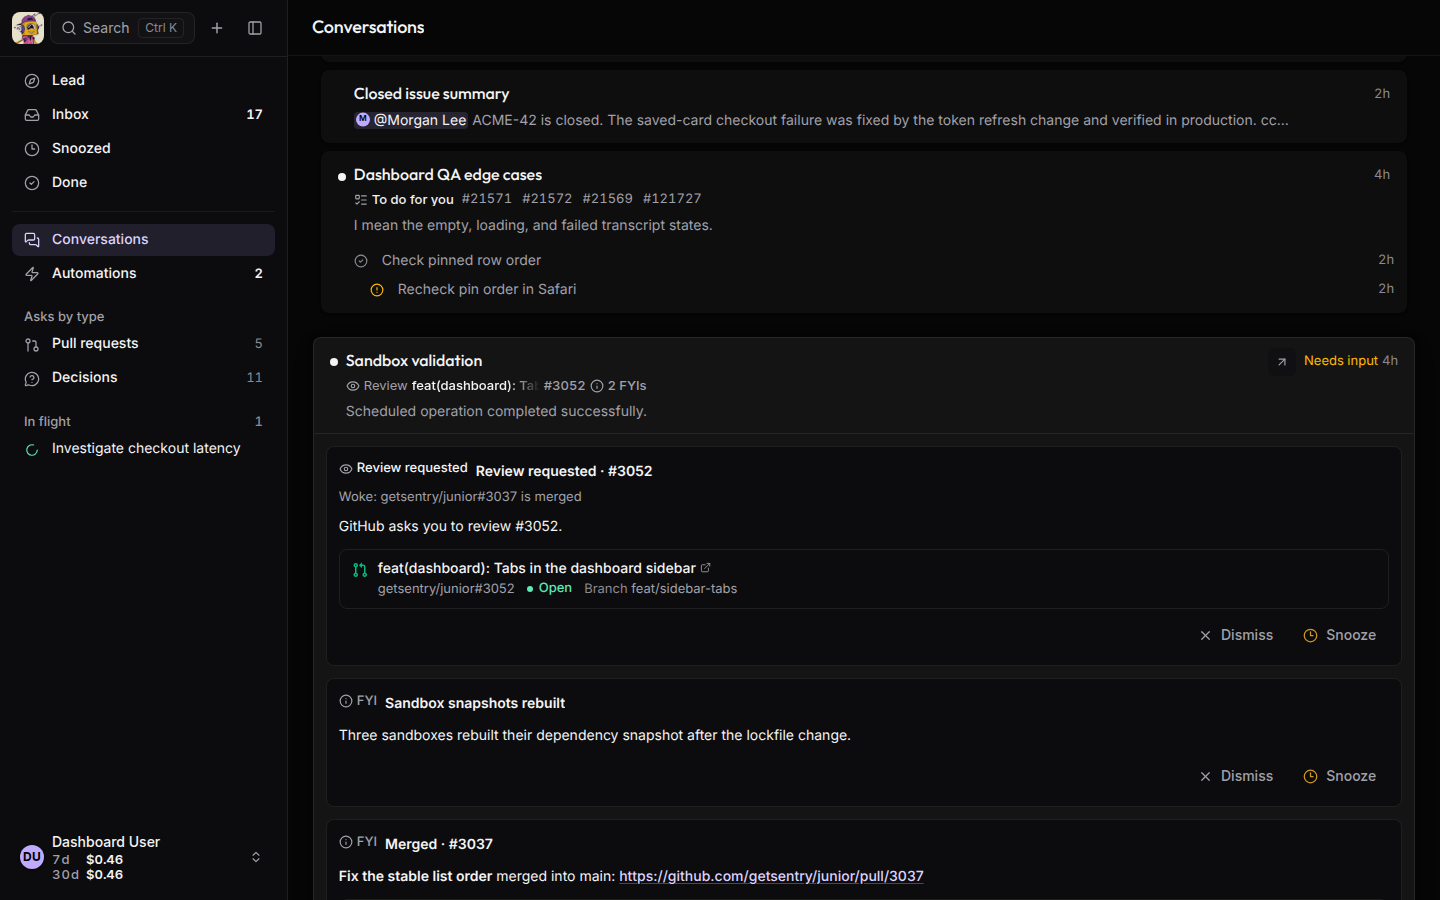 Search Ctrl K
Lead
Inbox 17
Snoozed
Done
Conversations
Automations 2
Asks by type
Pull requests 5
Decisions 11
In flight 1
Investigate checkout latency
DU Dashboard User
7d $0.46
30d $0.46
Conversations
Closed issue summary 2h
M @Morgan Lee ACME-42 is closed. The saved-card checkout failure was fixed by the token refresh change and verified in production. cc...
Dashboard QA edge cases 4h
To do for you #21571 #21572 #21569 #121727
I mean the empty, loading, and failed transcript states.
Check pinned row order 2h
Recheck pin order in Safari 2h
Sandbox validation Needs input 4h
Review feat(dashboard): Tab #3052 2 FYIs
Scheduled operation completed successfully.
Review requested Review requested · #3052
Woke: getsentry/junior#3037 is merged
GitHub asks you to review #3052.
feat(dashboard): Tabs in the dashboard sidebar
getsentry/junior#3052 Open Branch feat/sidebar-tabs
Dismiss Snooze
FYI Sandbox snapshots rebuilt
Three sandboxes rebuilt their dependency snapshot after the lockfile change.
Dismiss Snooze
FYI Merged · #3037
Fix the stable list order merged into main: https://github.com/getsentry/junior/pull/3037